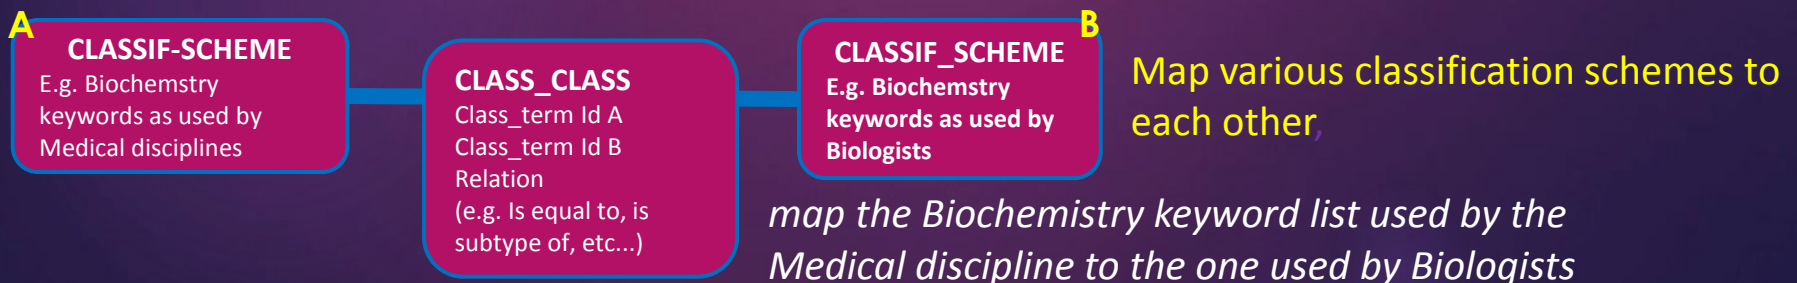 A
CLASSIF-SCHEME
E.g. Biochemstry
keywords as used by
Medical disciplines
CLASS_CLASS
Class_term Id A
Class_term Id B
Relation
(e.g. Is equal to, is
subtype of, etc...)
B
CLASSIF_SCHEME
E.g. Biochemstry
keywords as used by
Biologists
Map various classification schemes to
each other,
map the Biochemistry keyword list used by the
Medical discipline to the one used by Biologists